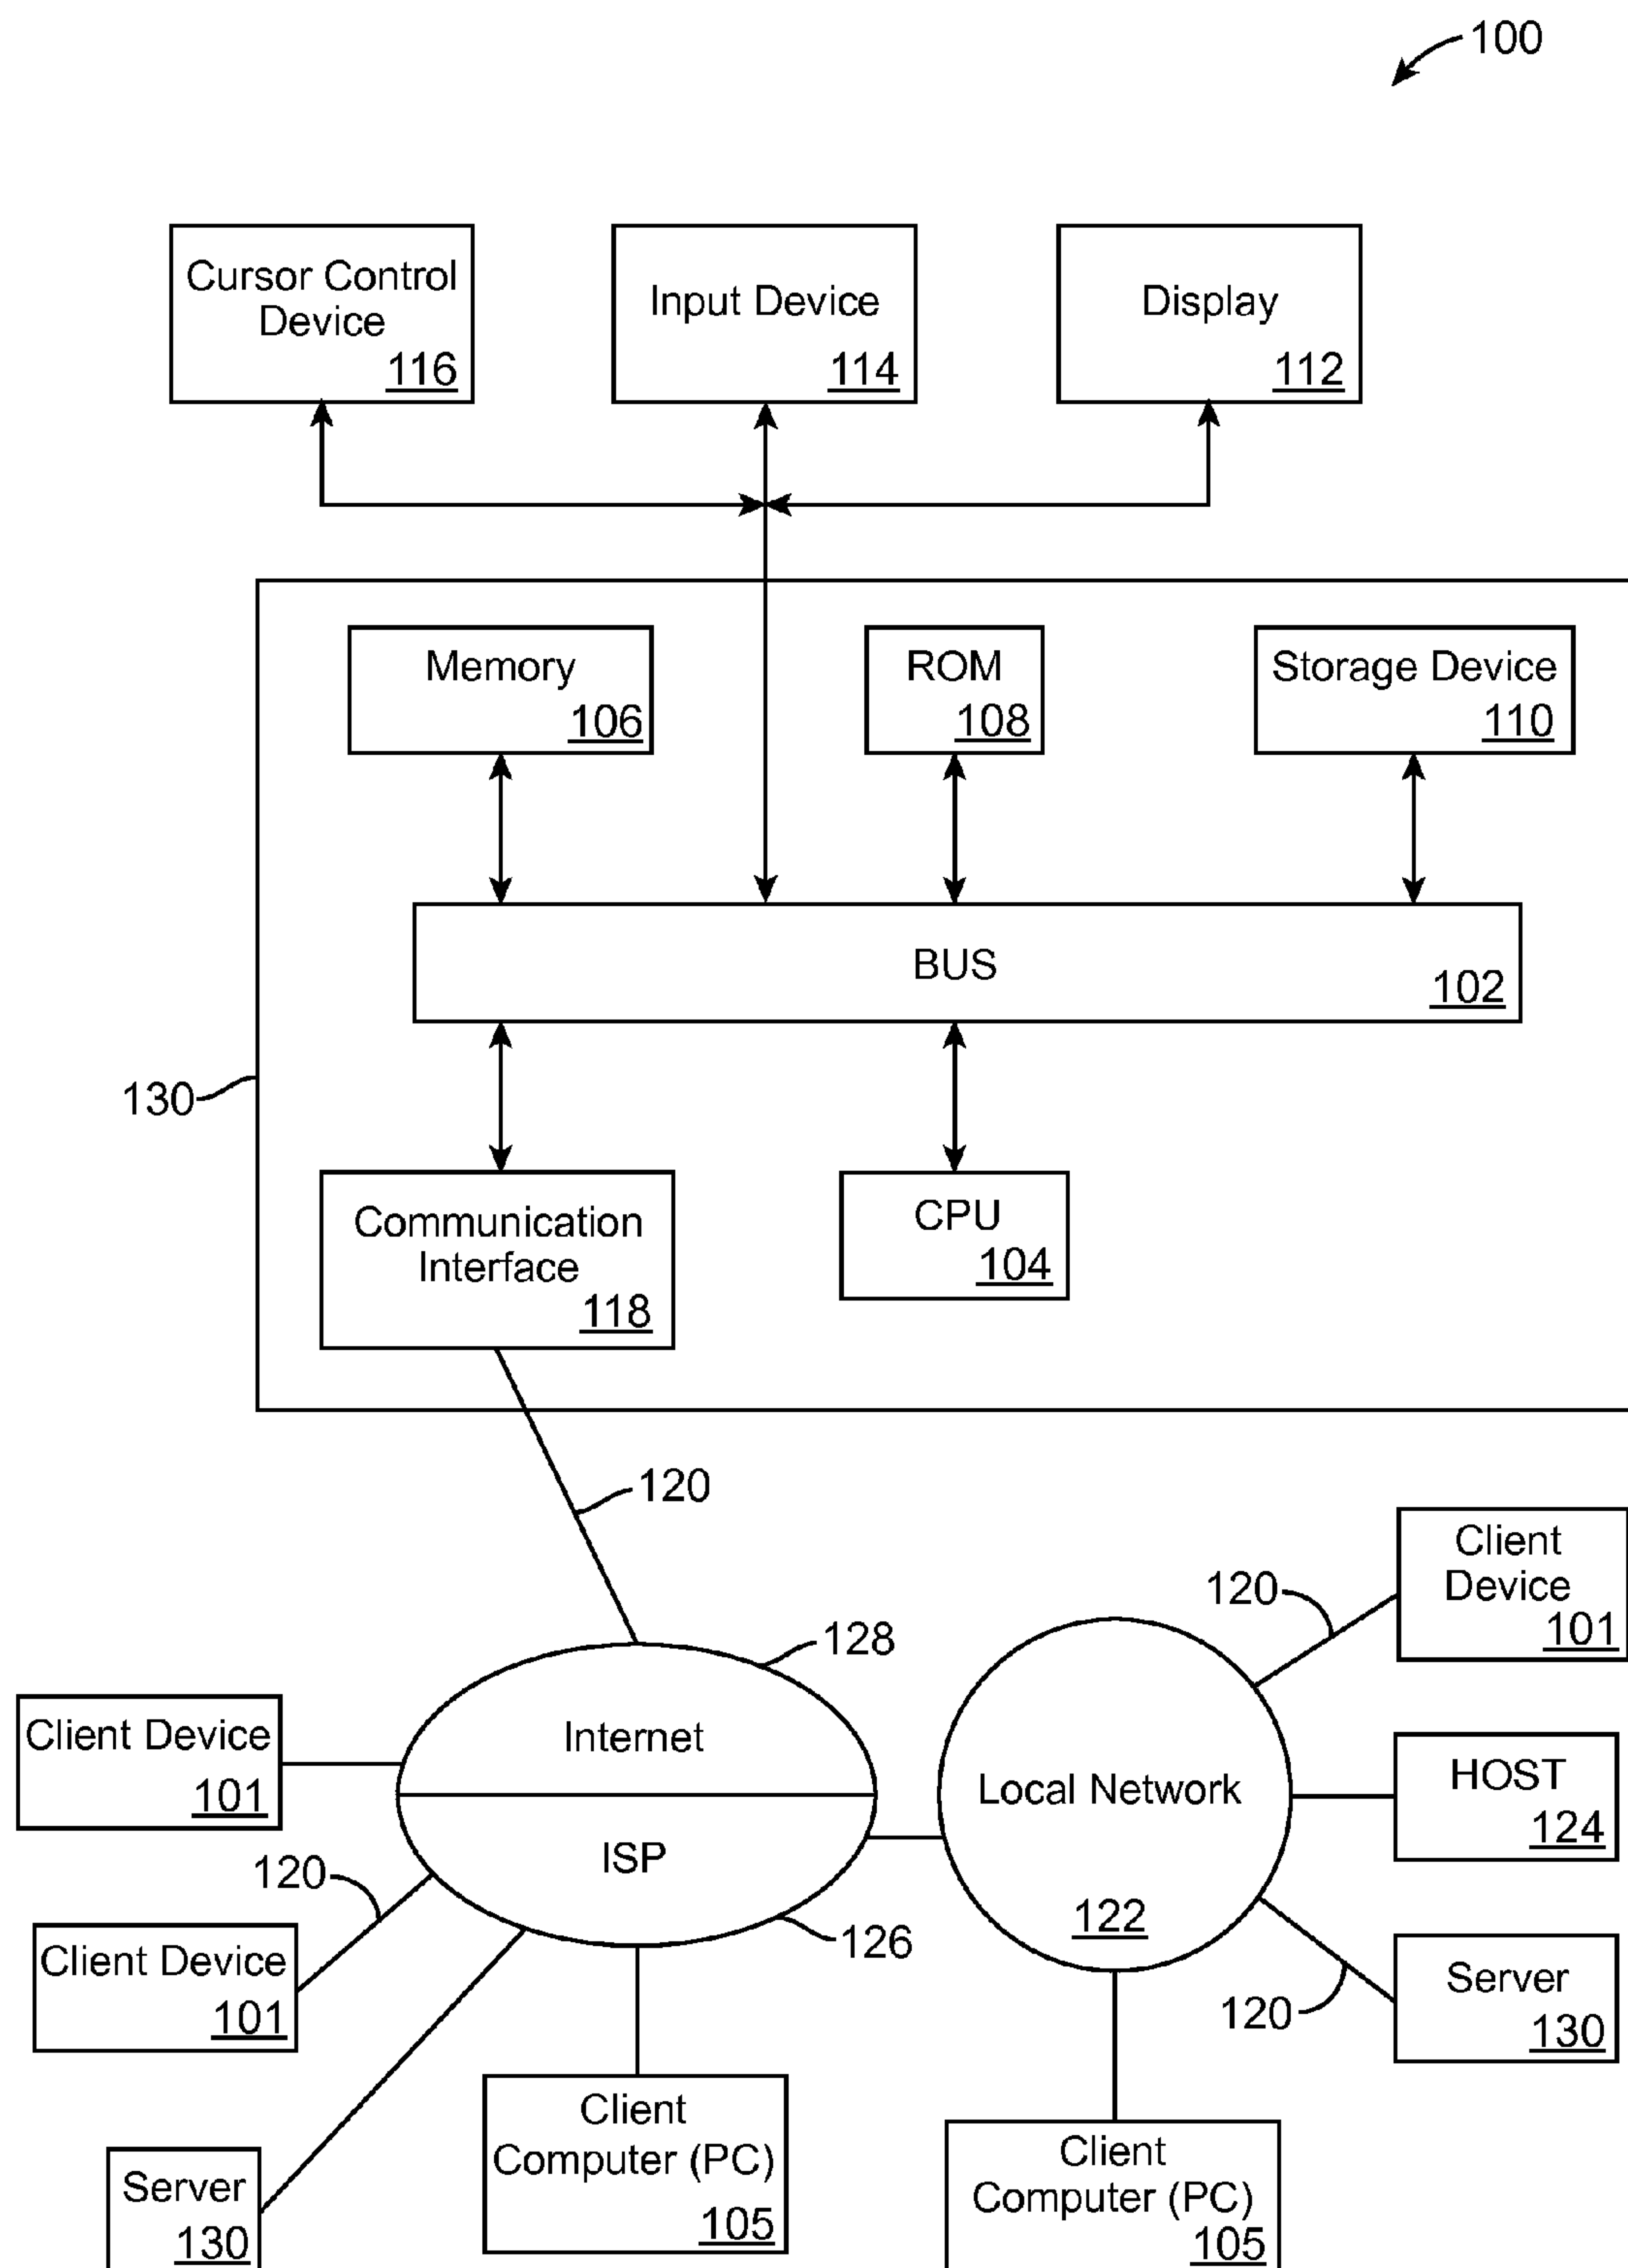 100
Cursor Control
Device
116
Input Device
114
Display
112
Memory
106
ROM
108
Storage Device
110
BUS
102
130
Communication
Interface
118
CPU
104
120
128
Internet
ISP
126
Client Device
101
120
Client Device
101
Server
130
Client
Computer (PC)
105
Local Network
122
120
Client
Device
101
HOST
124
120
Server
130
Client
Computer (PC)
105